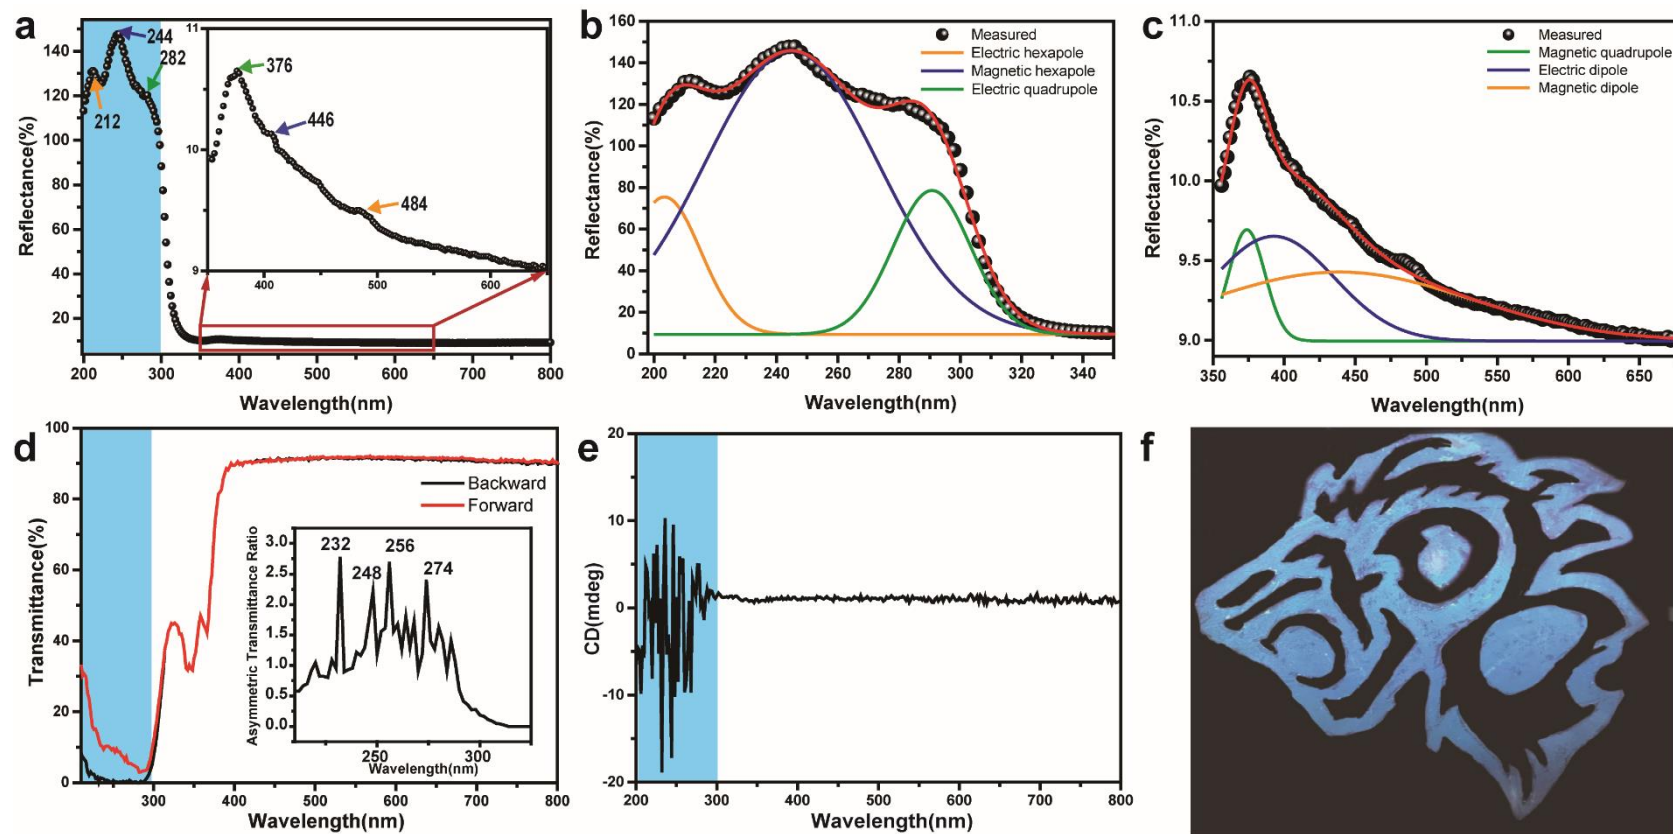 a
Reflectance(%)
140
120
100
80
60
40
20
200 300 400 500 600 700 800
Wavelength(nm)
244
282
212
11
10
9
400 500 600
376
446
484
b
Reflectance(%)
160
140
120
100
80
60
40
20
0
200 220 240 260 280 300 320 340
Wavelength(nm)
Measured
Electric hexapole
Magnetic hexapole
Electric quadrupole
c
Reflectance(%)
11.0
10.5
10.0
9.5
9.0
350 400 450 500 550 600 650
Wavelength(nm)
Measured
Magnetic quadrupole
Electric dipole
Magnetic dipole
d
Transmittance(%)
100
80
60
40
20
0
300 400 500 600 700 800
Wavelength(nm)
Backward
Forward
Asymmetric Transmittance Ratio
3.0
2.5
2.0
1.5
1.0
0.5
0.0
250 300
Wavelength(nm)
232
248
256
274
e
CD(mdeg)
20
10
0
-10
-20
200 300 400 500 600 700 800
Wavelength(nm)
f